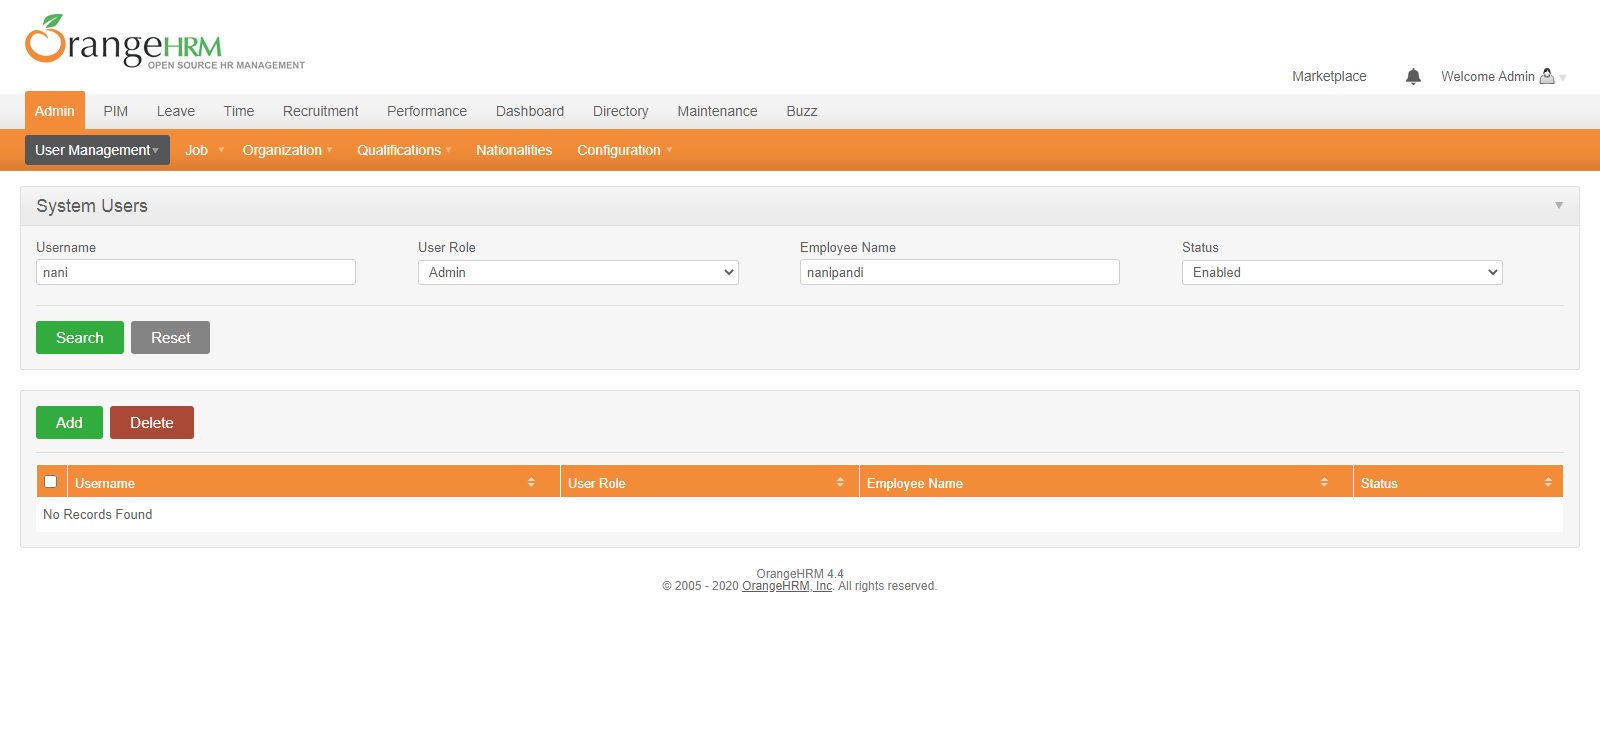 OrangeHRM
OPEN SOURCE HR MANAGEMENT
Marketplace Welcome Admin
Admin PIM Leave Time Recruitment Performance Dashboard Directory Maintenance Buzz
User Management Job Organization Qualifications Nationalities Configuration
System Users
Username User Role Employee Name Status
nani Admin nanipandi Enabled
Search Reset
Add Delete
Username User Role Employee Name Status
No Records Found
OrangeHRM 4.4
© 2005 - 2020 OrangeHRM, Inc. All rights reserved.